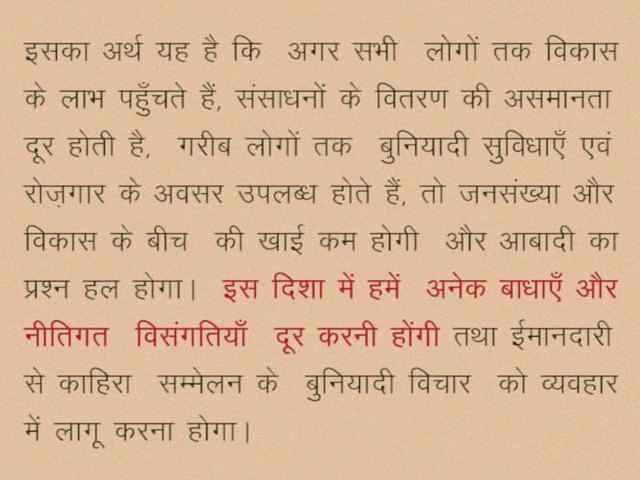 इसका अर्थ यह है कि अगर सभी लोगों तक विकास
के लाभ पहुँचते हैं, संसाधनों के वितरण की असमानता
दूर होती है, गरीब लोगों तक बुनियादी सुविधाएँ एवं
रोज़गार के अवसर उपलब्ध होते हैं, तो जनसंख्या और
विकास के बीच की खाई कम होगी और आबादी का
प्रश्न हल होगा। इस दिशा में हमें अनेक बाधाएँ और
नीतिगत विसंगतियाँ दूर करनी होंगी तथा ईमानदारी
से काहिरा सम्मेलन के बुनियादी विचार को व्यवहार
में लागू करना होगा।